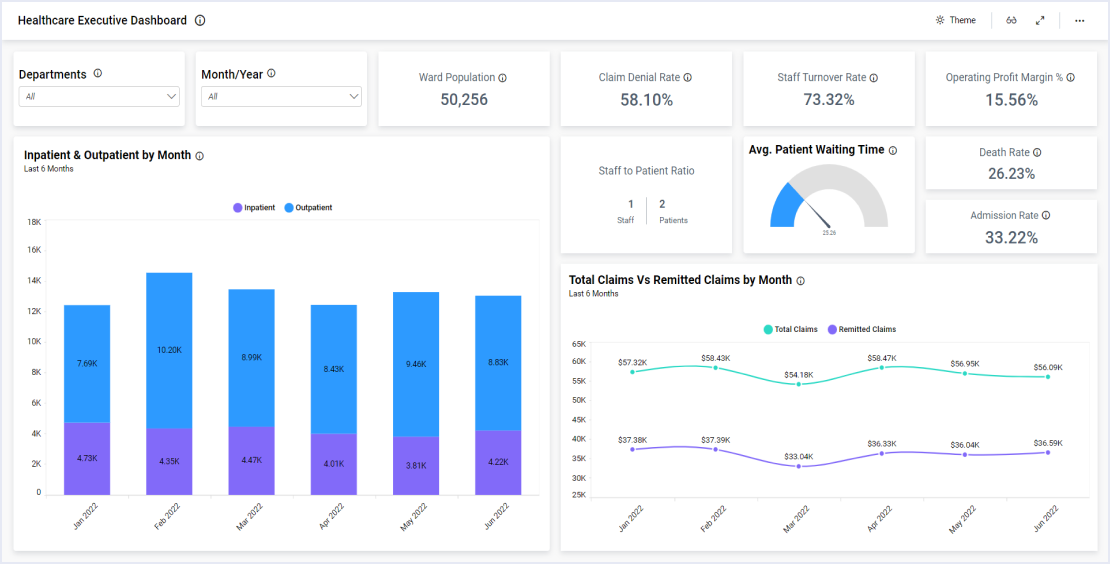 Healthcare Executive Dashboard
Theme
Departments
All
Month/Year
All
Ward Population
50,256
Claim Denial Rate
58.10%
Staff Turnover Rate
73.32%
Operating Profit Margin %
15.56%
Inpatient & Outpatient by Month
Last 6 Months
Inpatient Outpatient
18K
16K
14K
12K
10K
8K
6K
4K
2K
0
7.69K
10.20K
8.99K
8.43K
9.46K
8.83K
4.73K
4.35K
4.47K
4.01K
3.81K
4.22K
Jan 2022
Feb 2022
Mar 2022
Apr 2022
May 2022
Jun 2022
Staff to Patient Ratio
1 2
Staff Patients
Avg. Patient Waiting Time
25.26
Death Rate
26.23%
Admission Rate
33.22%
Total Claims Vs Remitted Claims by Month
Last 6 Months
Total Claims Remitted Claims
65K
60K
55K
50K
45K
40K
35K
30K
25K
$57.32K
$58.43K
$54.18K
$58.47K
$56.95K
$56.09K
$37.38K
$37.39K
$33.04K
$36.33K
$36.04K
$36.59K
Jan 2022
Feb 2022
Mar 2022
Apr 2022
May 2022
Jun 2022